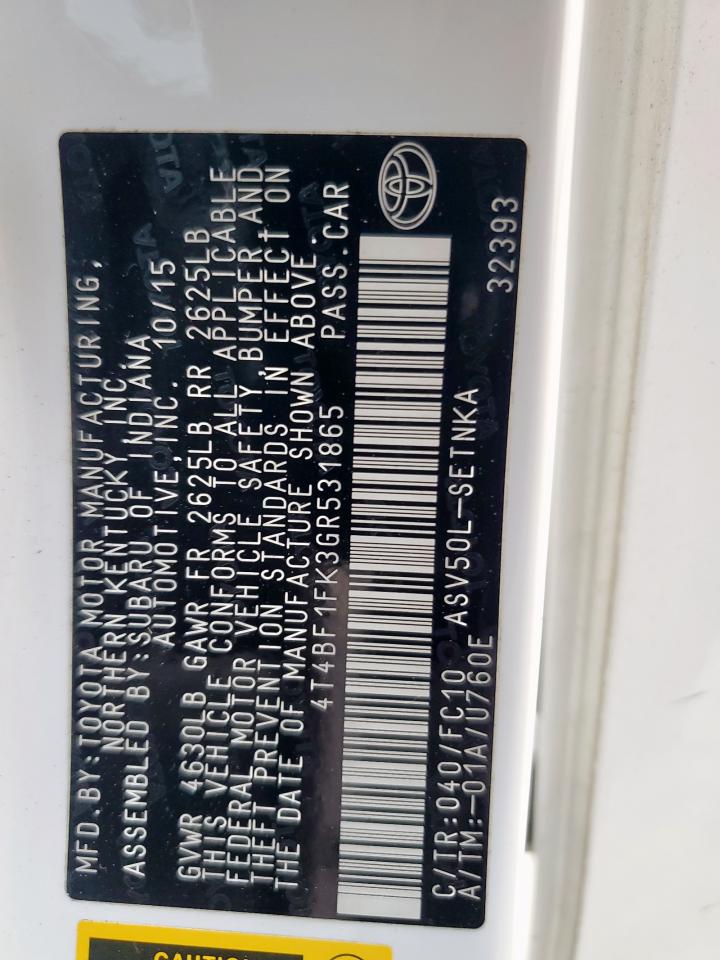 MFD.BY:TOYOTA MOTOR MANUFACTURING,
NORTHERN KENTUCKY INC.
ASSEMBLED BY:SUBARU OF INDIANA
AUTOMOTIVE,INC. 10/15
GVWR 4630LB GAWR FR 2625LB RR 2625LB
THIS VEHICLE CONFORMS TO ALL APPLICABLE
FEDERAL MOTOR VEHICLE SAFETY, BUMPER AND
THEFT PREVENTION STANDARDS IN EFFECT ON
THE DATE OF MANUFACTURE SHOWN ABOVE.
4T4BF1FK3GR531865 PASS.CAR
C/TR:040/FC10 ASV50L-SETNKA
A/TM:-01A/U760E 32393